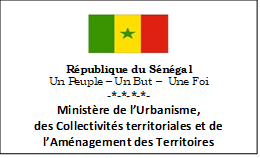 République du Sénégal
Un Peuple – Un But – Une Foi
-*-*-*-*-
Ministère de l’Urbanisme,
des Collectivités territoriales et de
l’Aménagement des Territoires